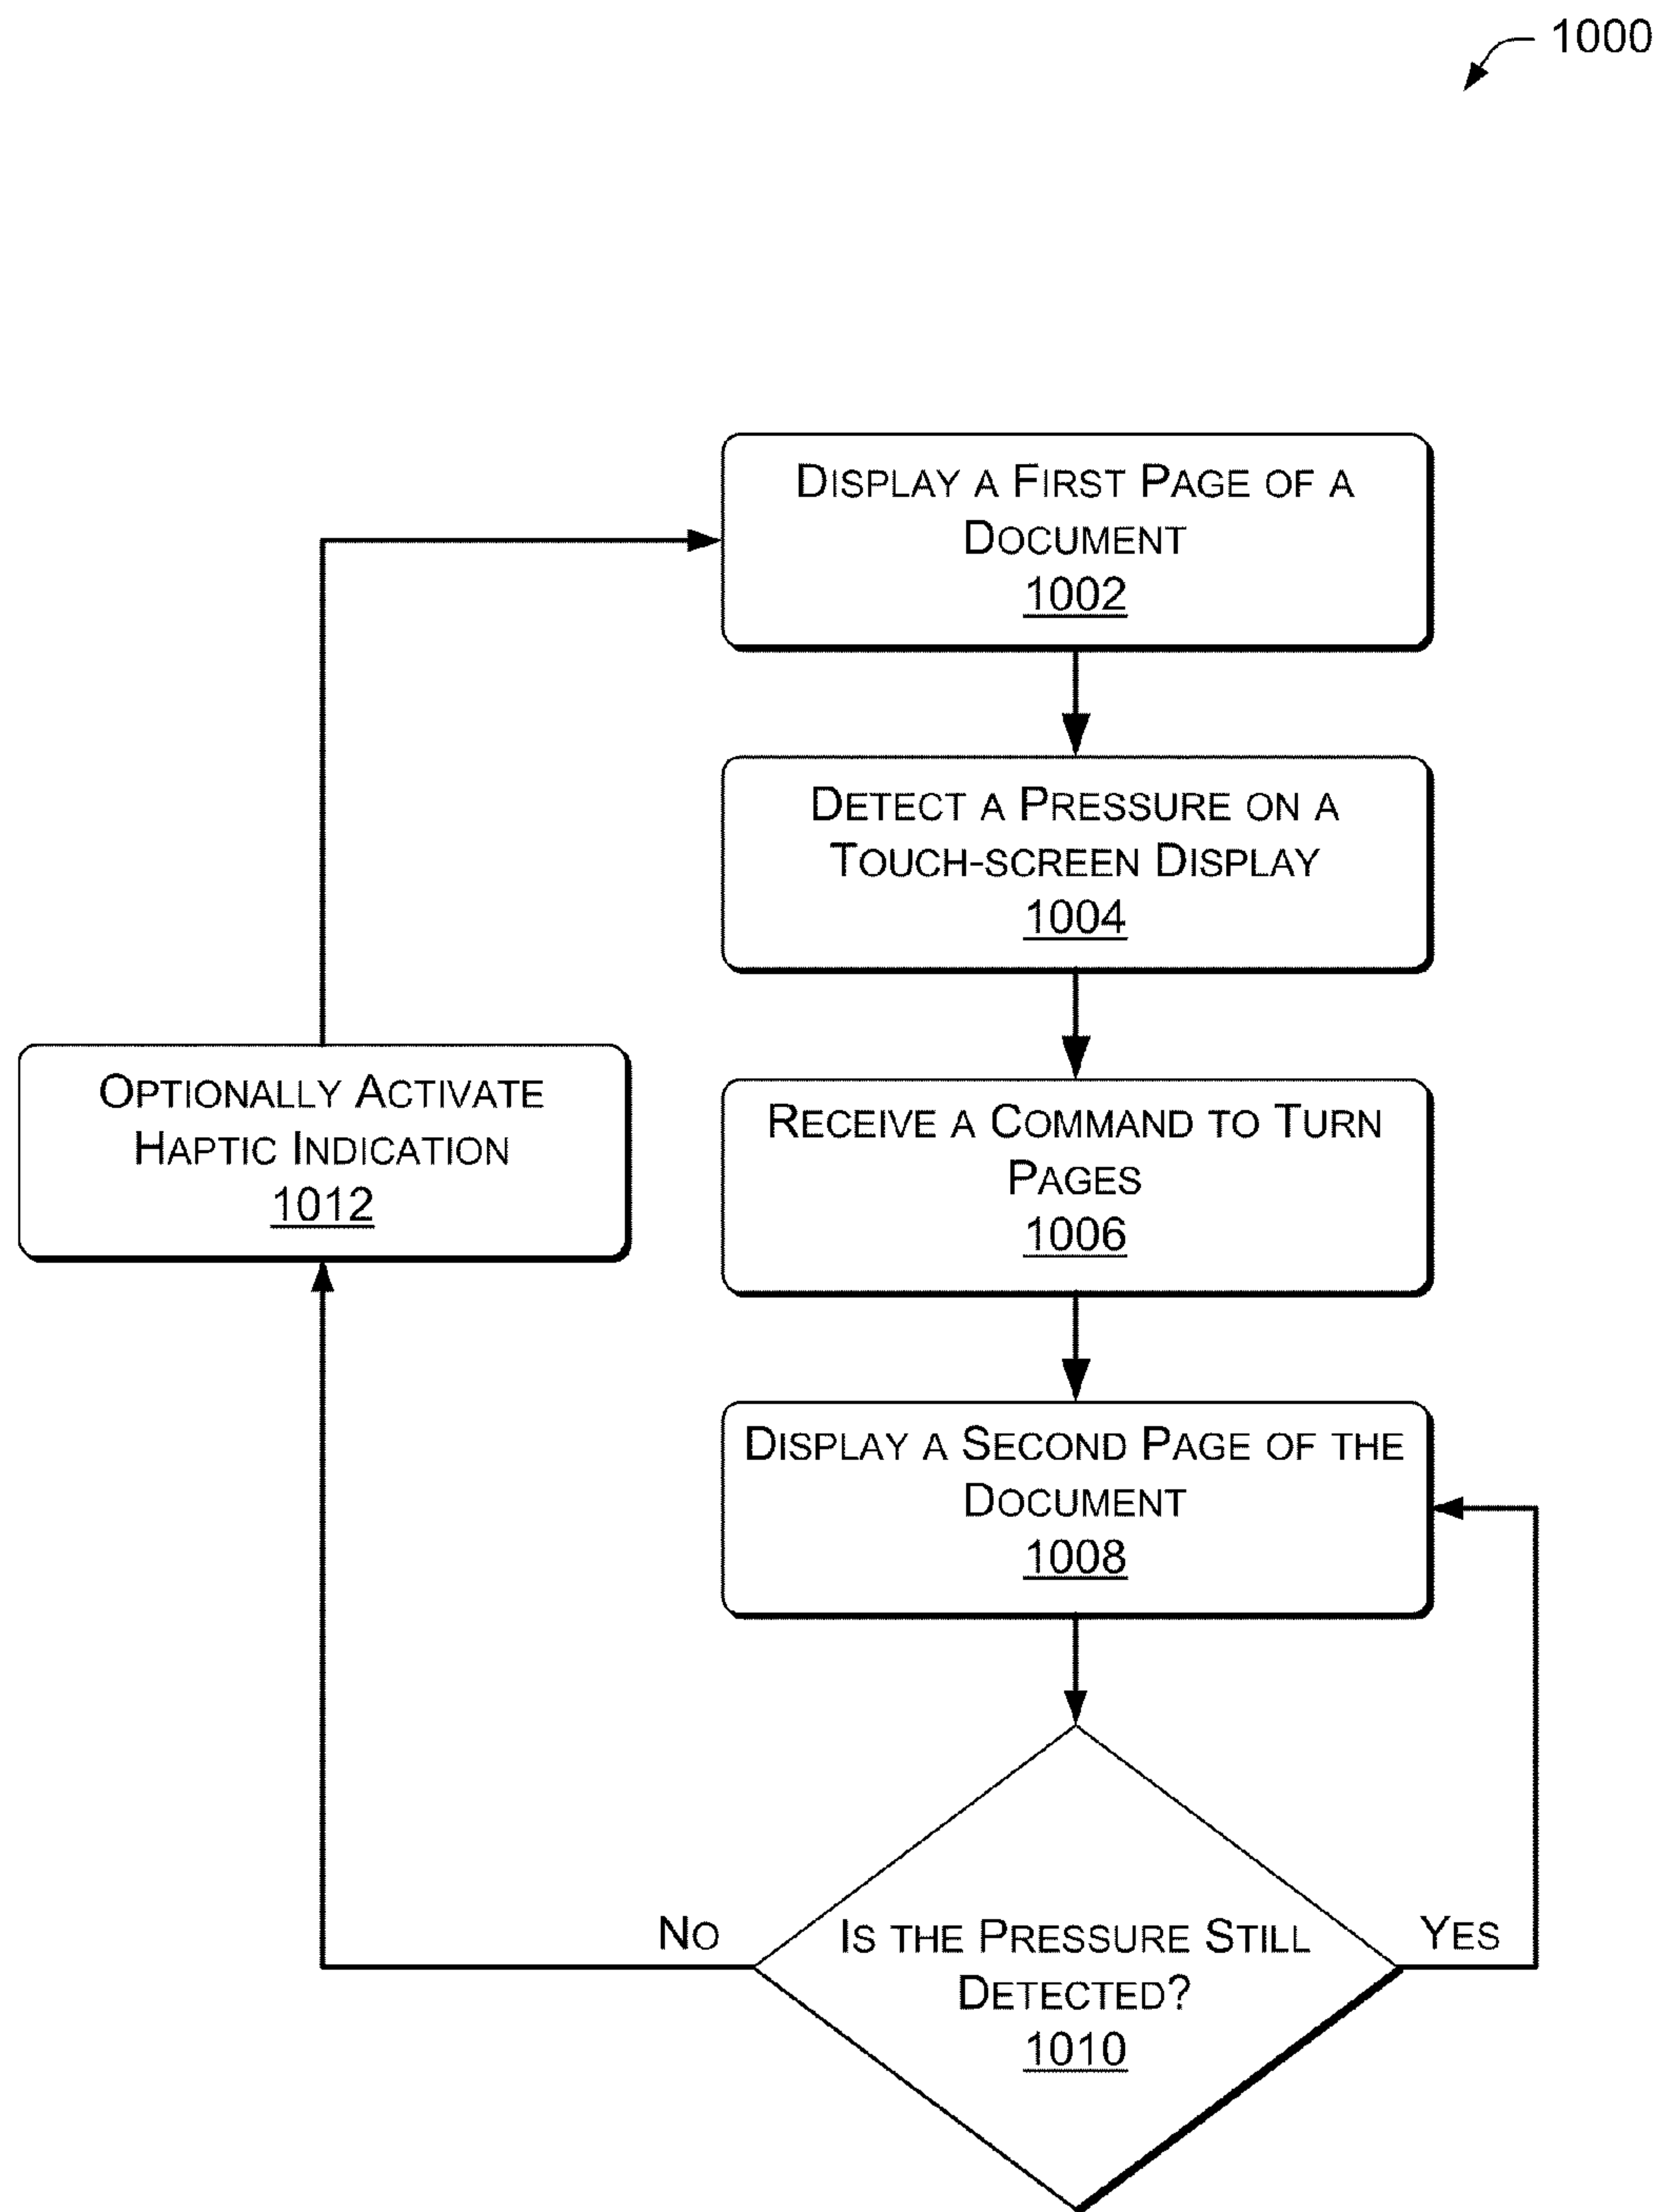 1000
DISPLAY A FIRST PAGE OF A
DOCUMENT
1002
DETECT A PRESSURE ON A
TOUCH-SCREEN DISPLAY
1004
RECEIVE A COMMAND TO TURN
PAGES
1006
OPTIONALLY ACTIVATE
HAPTIC INDICATION
1012
DISPLAY A SECOND PAGE OF THE
DOCUMENT
1008
NO
IS THE PRESSURE STILL
DETECTED?
1010
YES